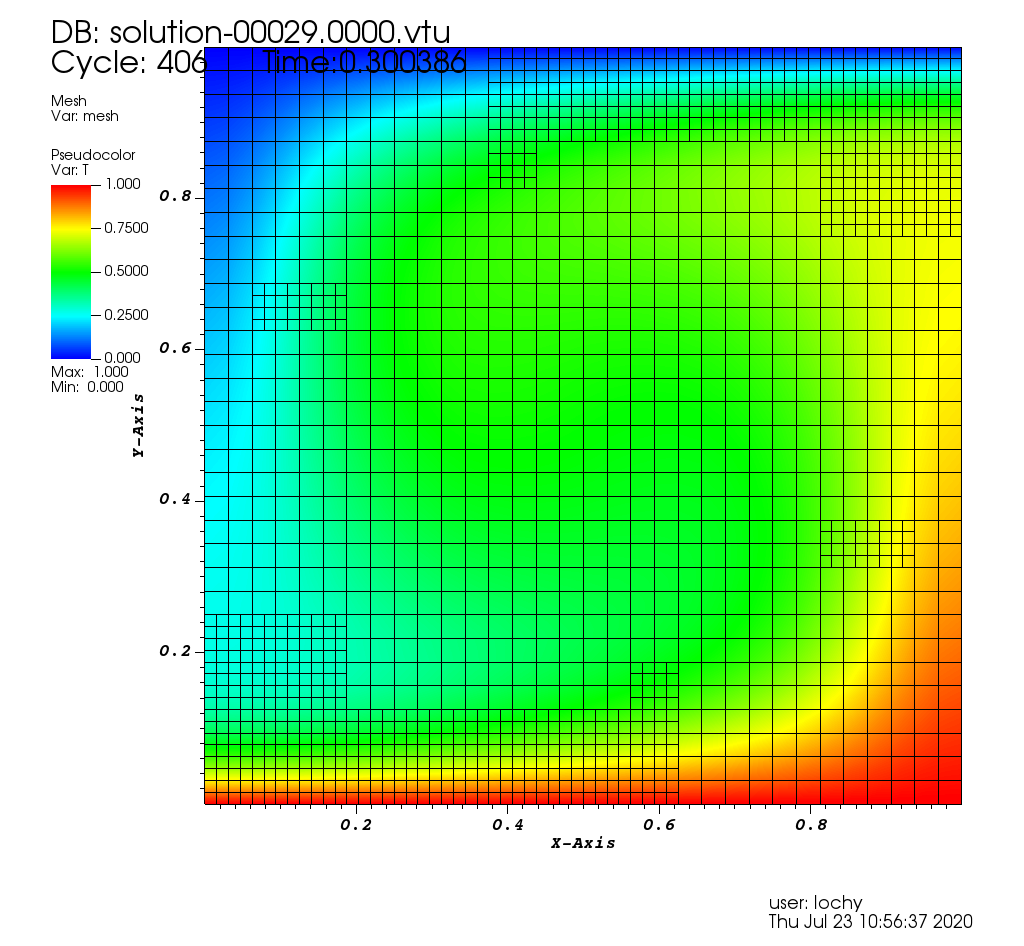 DB: solution-00029.0000.vtu
Cycle: 406 Time:0.300386
Mesh
Var: mesh
Pseudocolor
Var: T
1.000
0.7500
0.5000
0.2500
0.000
Max: 1.000
Min: 0.000
0.8
0.6
0.4
0.2
Y-Axis
0.2 0.4 0.6 0.8
X-Axis
user: lochy
Thu Jul 23 10:56:37 2020